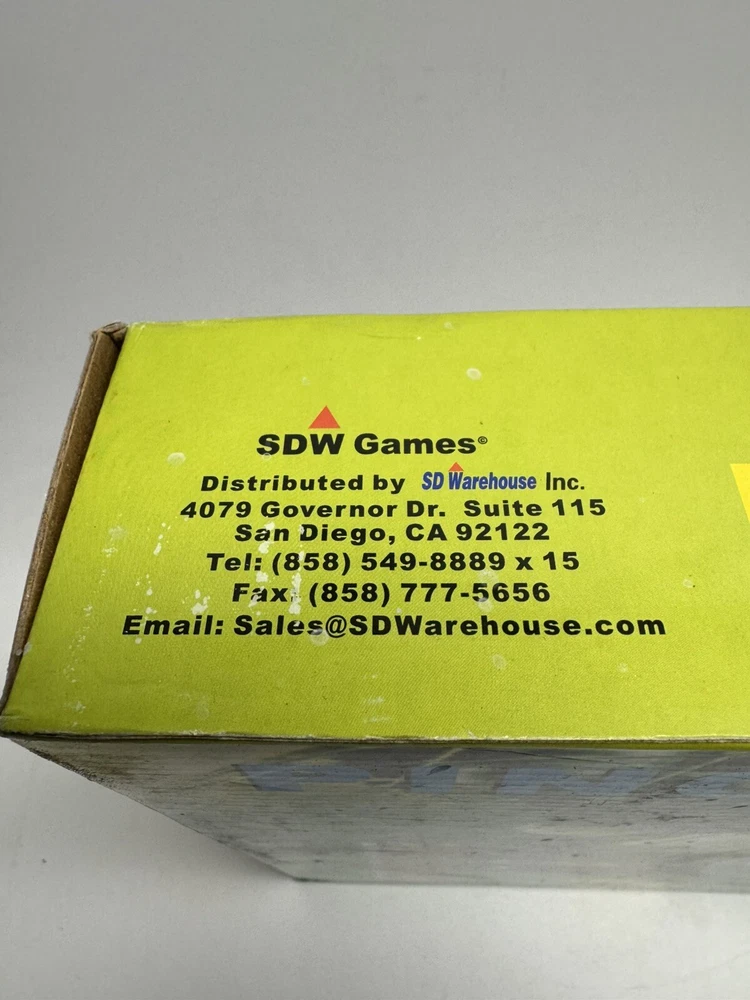 SDW Games©
Distributed by SD Warehouse Inc.
4079 Governor Dr. Suite 115
San Diego, CA 92122
Tel: (858) 549-8889 x 15
Fax: (858) 777-5656
Email: Sales@SDWarehouse.com